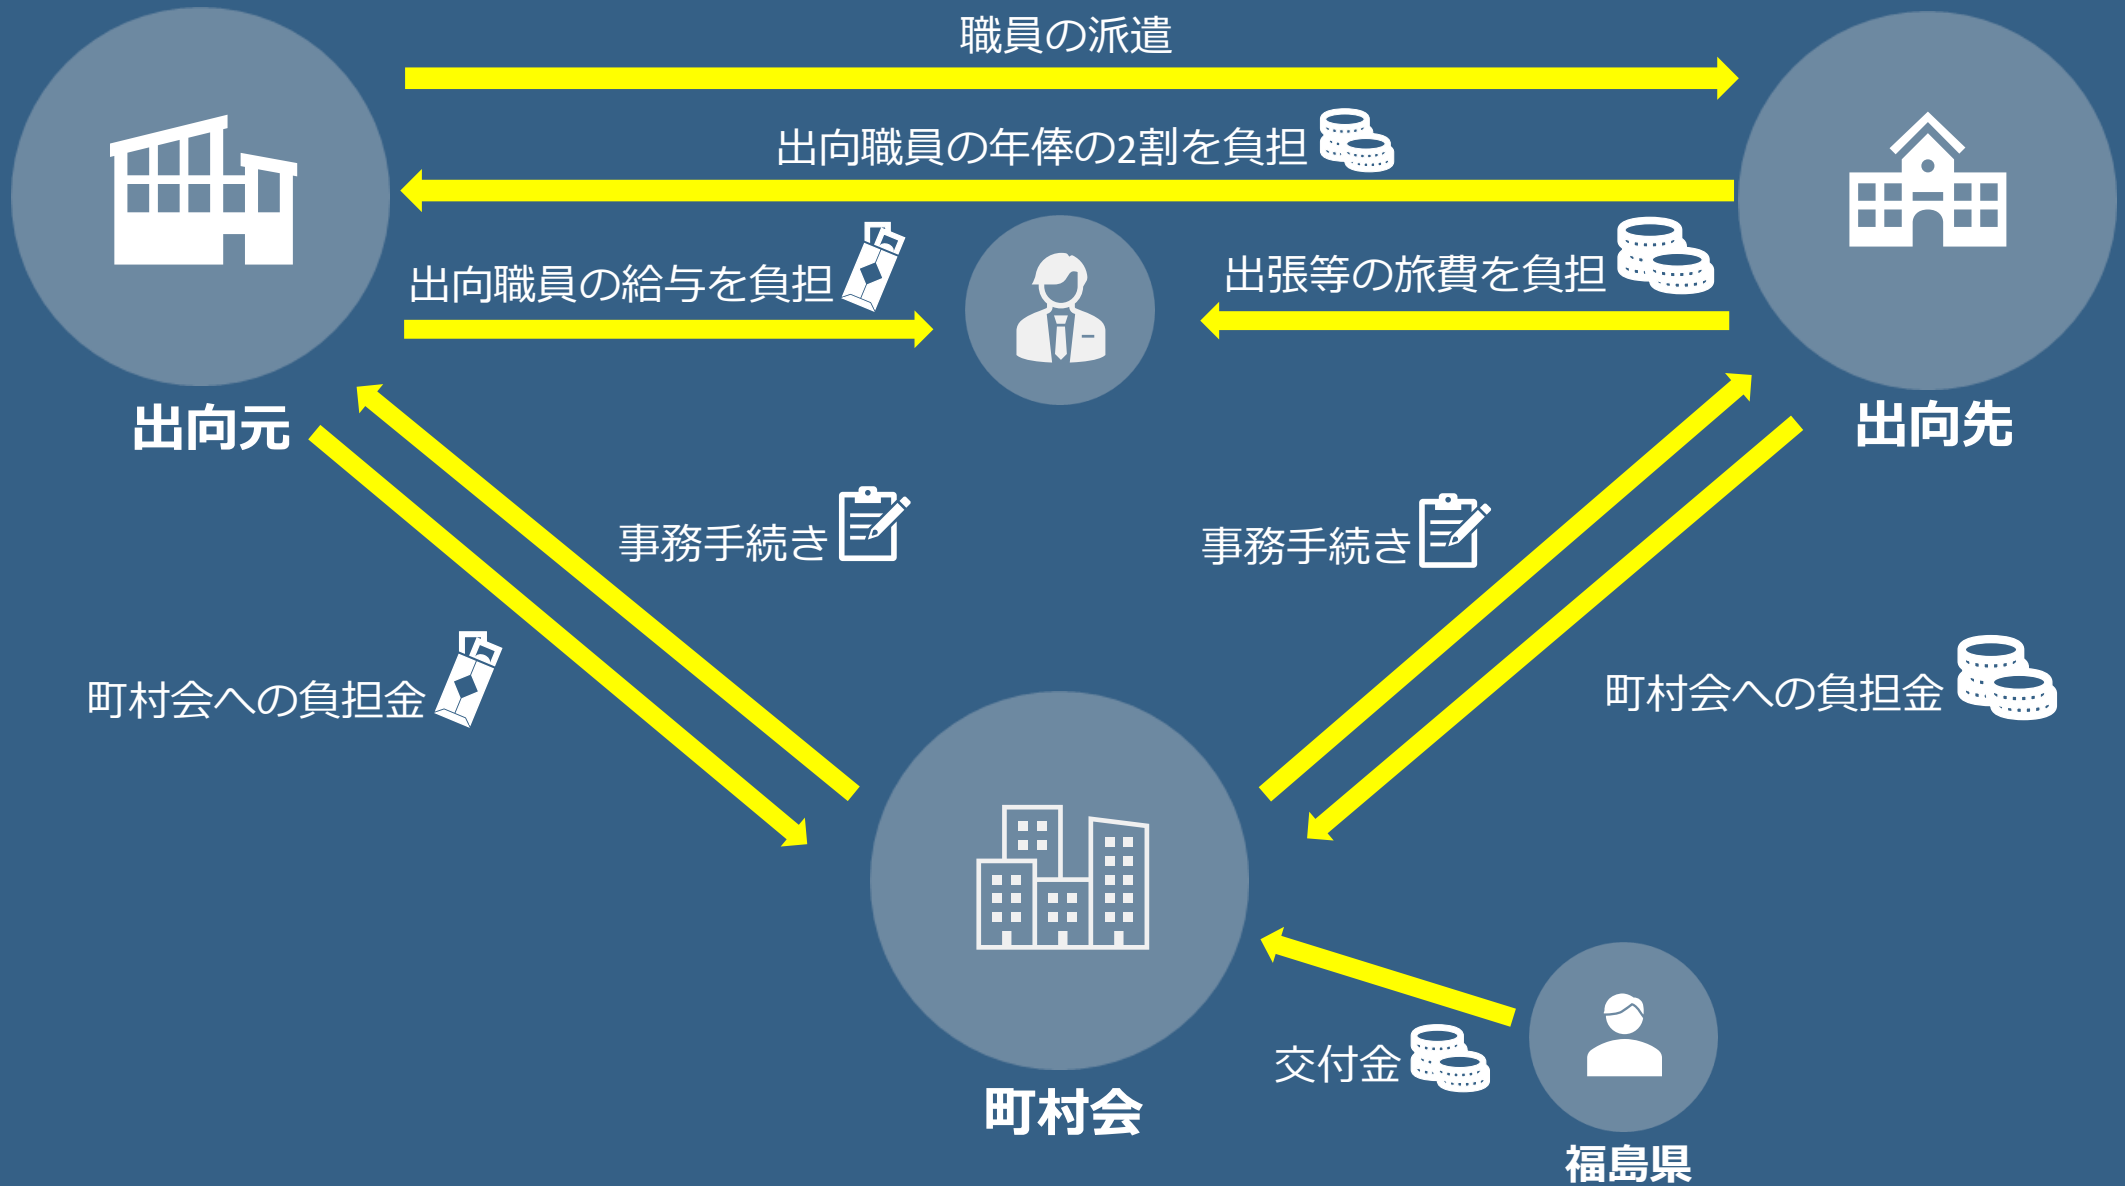 職員の派遣
出向職員の年俸の2割を負担
出向職員の給与を負担
出張等の旅費を負担
出向元
出向先
事務手続き
事務手続き
町村会への負担金
町村会への負担金
交付金
町村会
福島県